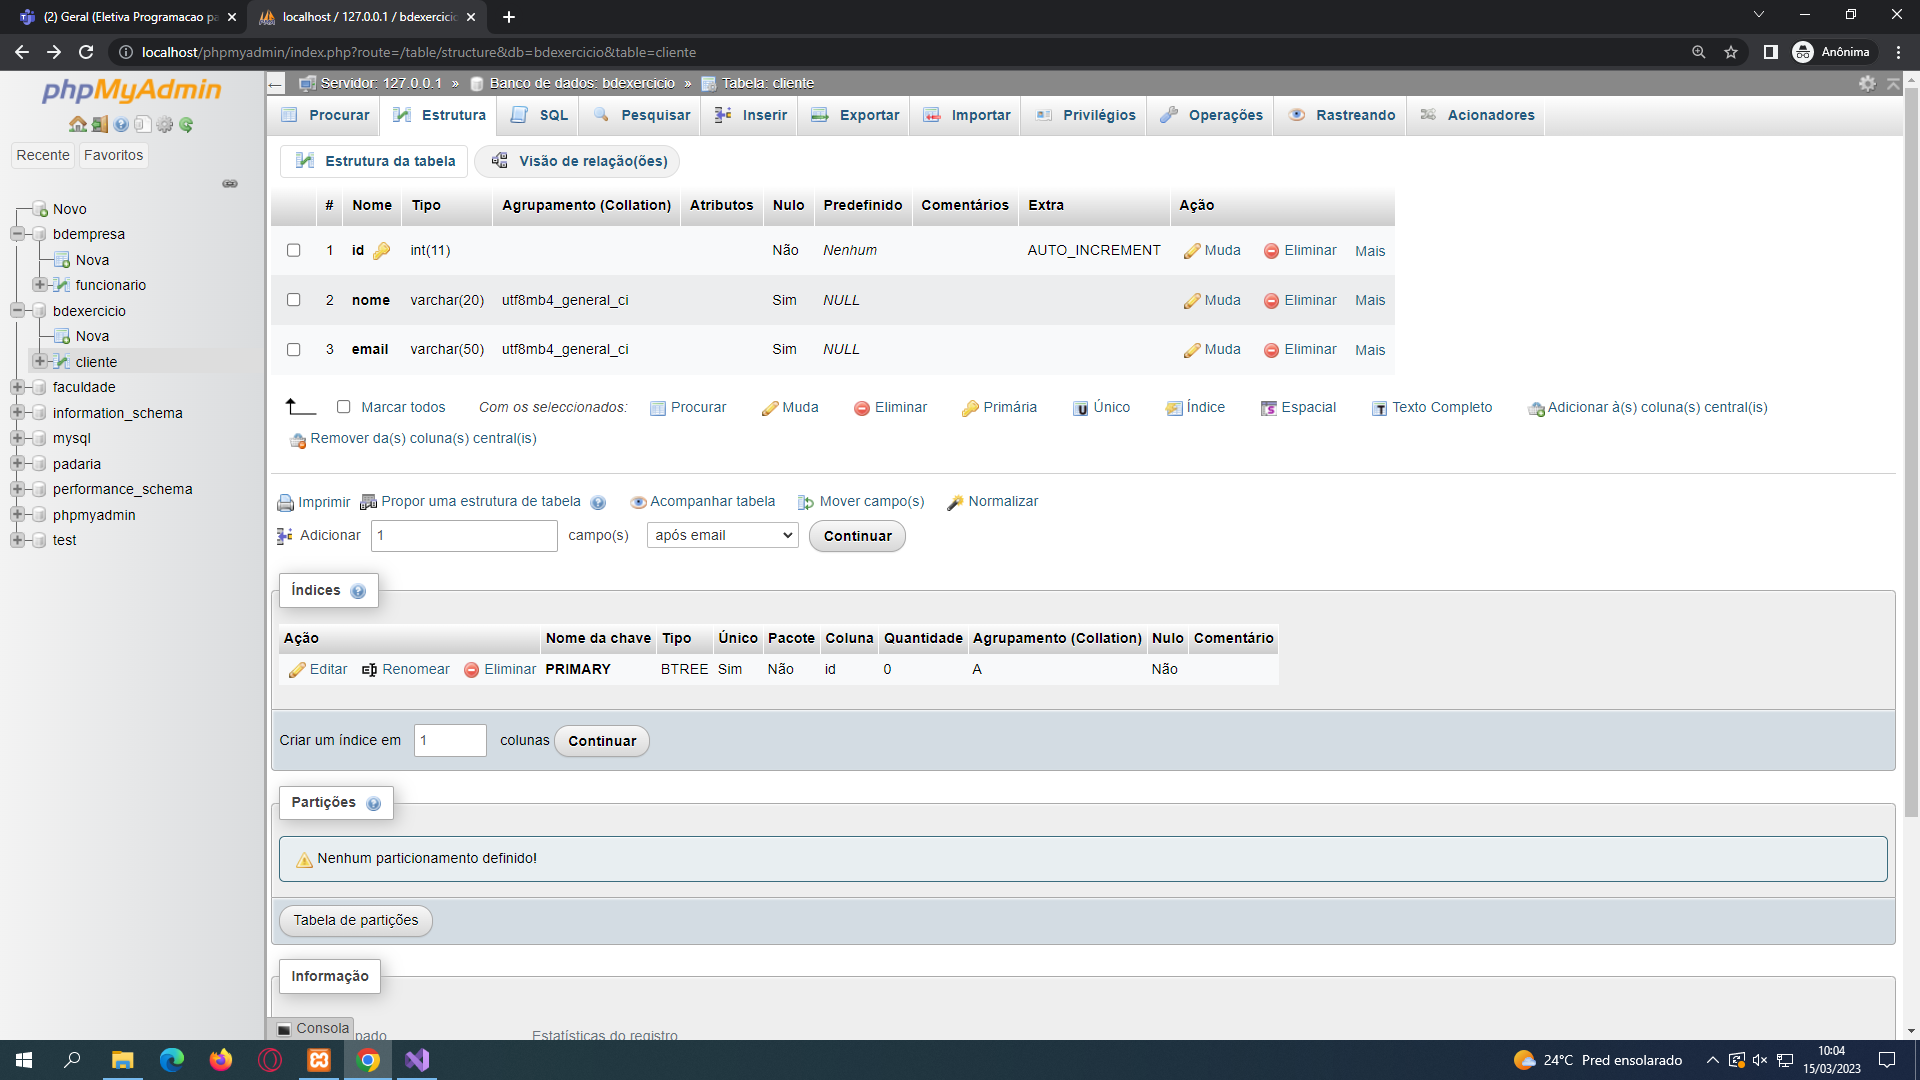 (2) Geral (Eletiva Programacao pa
localhost / 127.0.0.1 / bdexercicio
localhost/phpmyadmin/index.php?route=/table/structure&db=bdexercicio&table=cliente
Anônima
phpMyAdmin
Recente
Favoritos
Novo
bdempresa
Nova
funcionario
bdexercicio
Nova
cliente
faculdade
information_schema
mysql
padaria
performance_schema
phpmyadmin
test
Servidor: 127.0.0.1 » Banco de dados: bdexercicio » Tabela: cliente
Procurar Estrutura SQL Pesquisar Inserir Exportar Importar Privilégios Operações Rastreando Acionadores
Estrutura da tabela Visão de relação(ões)
# Nome Tipo Agrupamento (Collation) Atributos Nulo Predefinido Comentários Extra Ação
1 id int(11) Não Nenhum AUTO_INCREMENT Muda Eliminar Mais
2 nome varchar(20) utf8mb4_general_ci Sim NULL Muda Eliminar Mais
3 email varchar(50) utf8mb4_general_ci Sim NULL Muda Eliminar Mais
Marcar todos Com os seleccionados: Procurar Muda Eliminar Primária Único Índice Espacial Texto Completo Adicionar à(s) coluna(s) central(is)
Remover da(s) coluna(s) central(is)
Imprimir Propor uma estrutura de tabela Acompanhar tabela Mover campo(s) Normalizar
Adicionar 1 campo(s) após email Continuar
Índices
Ação Nome da chave Tipo Único Pacote Coluna Quantidade Agrupamento (Collation) Nulo Comentário
Editar Renomear Eliminar PRIMARY BTREE Sim Não id 0 A Não
Criar um índice em 1 colunas Continuar
Partições
Nenhum particionamento definido!
Tabela de partições
Informação
Consola
pado
Estatísticas do registro
24°C Pred ensolarado
10:04
15/03/2023